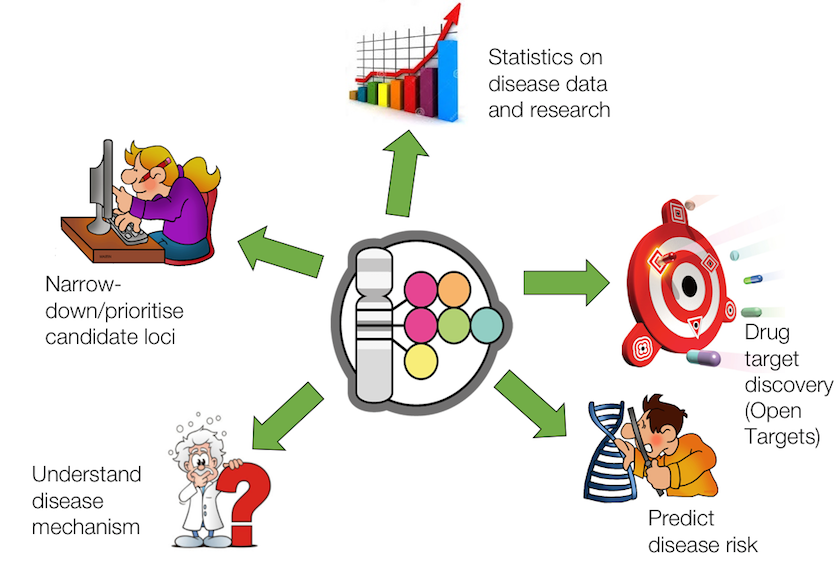 Statistics on
disease data
and research
Narrow-
down/prioritise
candidate loci
Drug
target
discovery
(Open
Targets)
Understand
disease
mechanism
Predict
disease risk